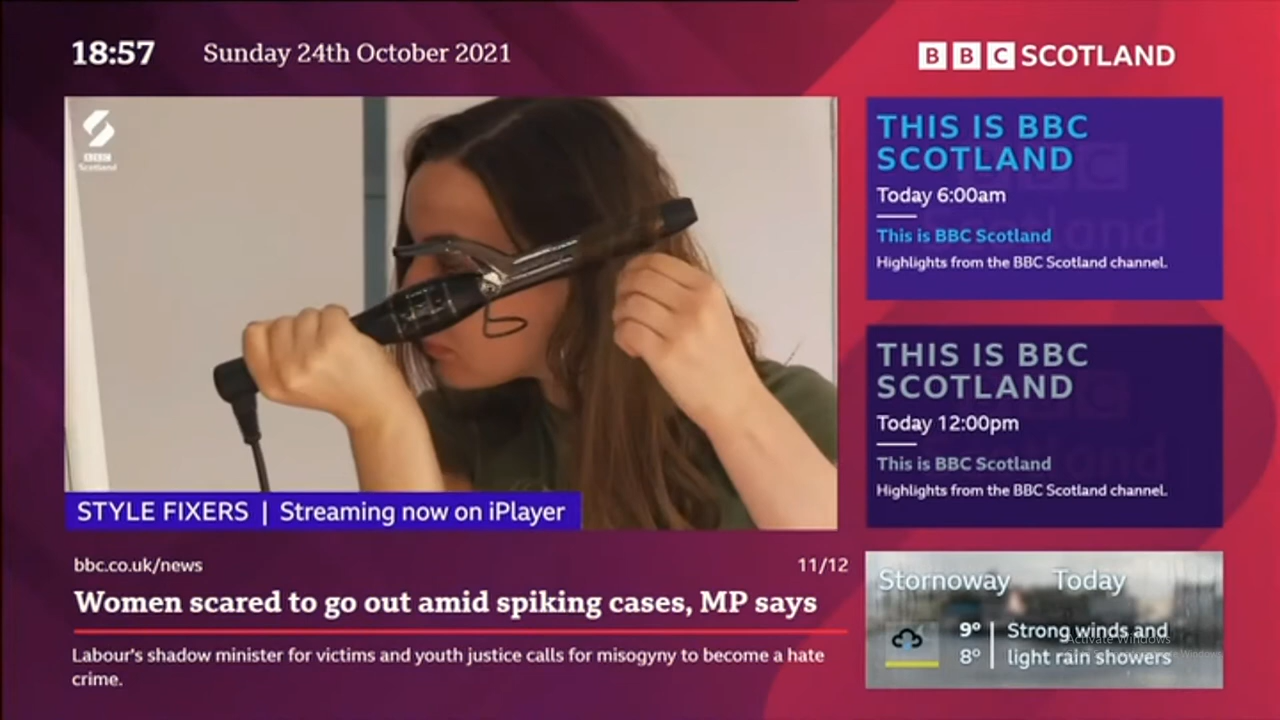 18:57
Sunday 24th October 2021
BBC SCOTLAND
BBC
Scotland
STYLE FIXERS | Streaming now on iPlayer
THIS IS BBC
SCOTLAND
Today 6:00am
This is BBC Scotland
Highlights from the BBC Scotland channel.
THIS IS BBC
SCOTLAND
Today 12:00pm
This is BBC Scotland
Highlights from the BBC Scotland channel.
bbc.co.uk/news
11/12
Women scared to go out amid spiking cases, MP says
Labour's shadow minister for victims and youth justice calls for misogyny to become a hate
crime.
Stornoway Today
9° Strong winds and
8° light rain showers
Activate Windows